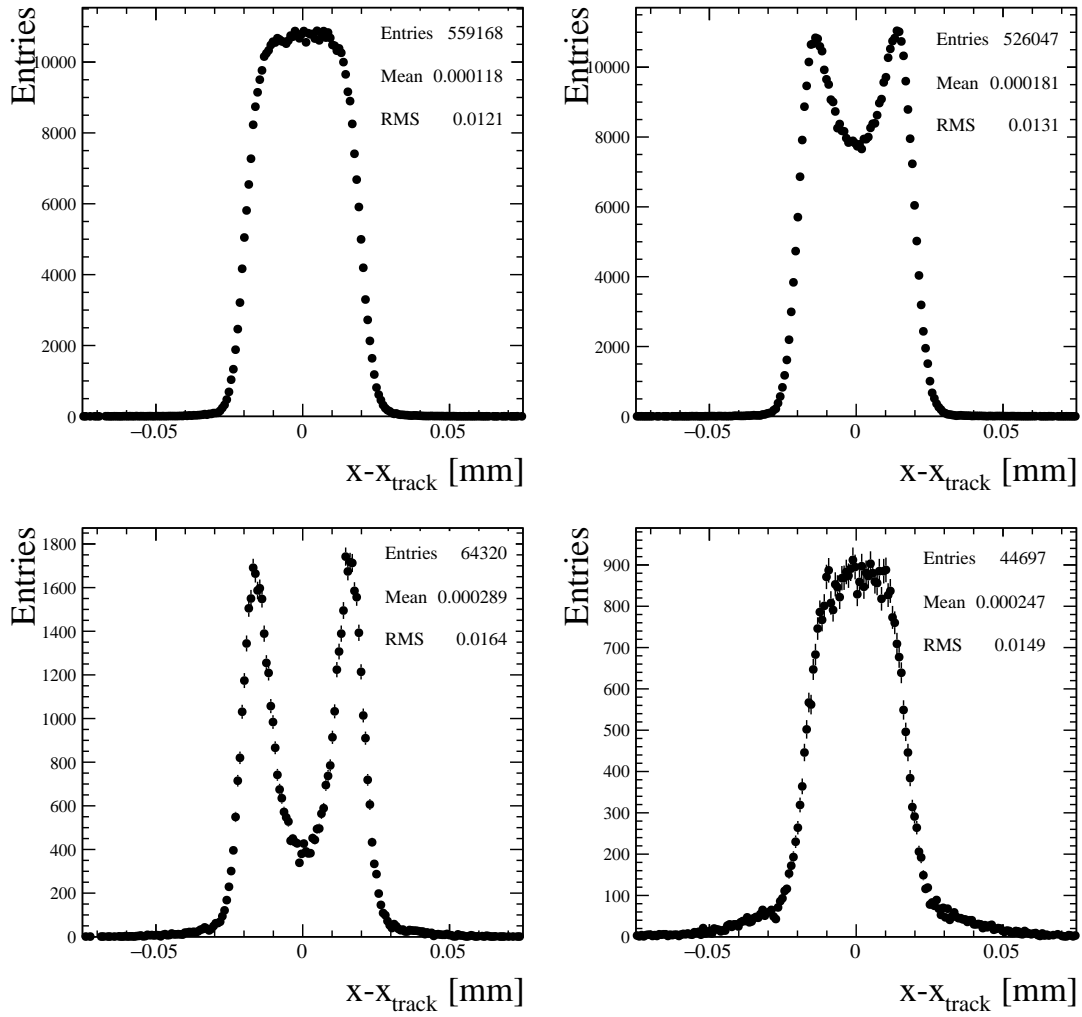 Entries
10000
8000
6000
4000
2000
0
−0.05 0 0.05
x-x_track [mm]
Entries 559168
Mean 0.000118
RMS 0.0121
Entries
10000
8000
6000
4000
2000
0
−0.05 0 0.05
x-x_track [mm]
Entries 526047
Mean 0.000181
RMS 0.0131
Entries
1800
1600
1400
1200
1000
800
600
400
200
0
−0.05 0 0.05
x-x_track [mm]
Entries 64320
Mean 0.000289
RMS 0.0164
Entries
900
800
700
600
500
400
300
200
100
0
−0.05 0 0.05
x-x_track [mm]
Entries 44697
Mean 0.000247
RMS 0.0149